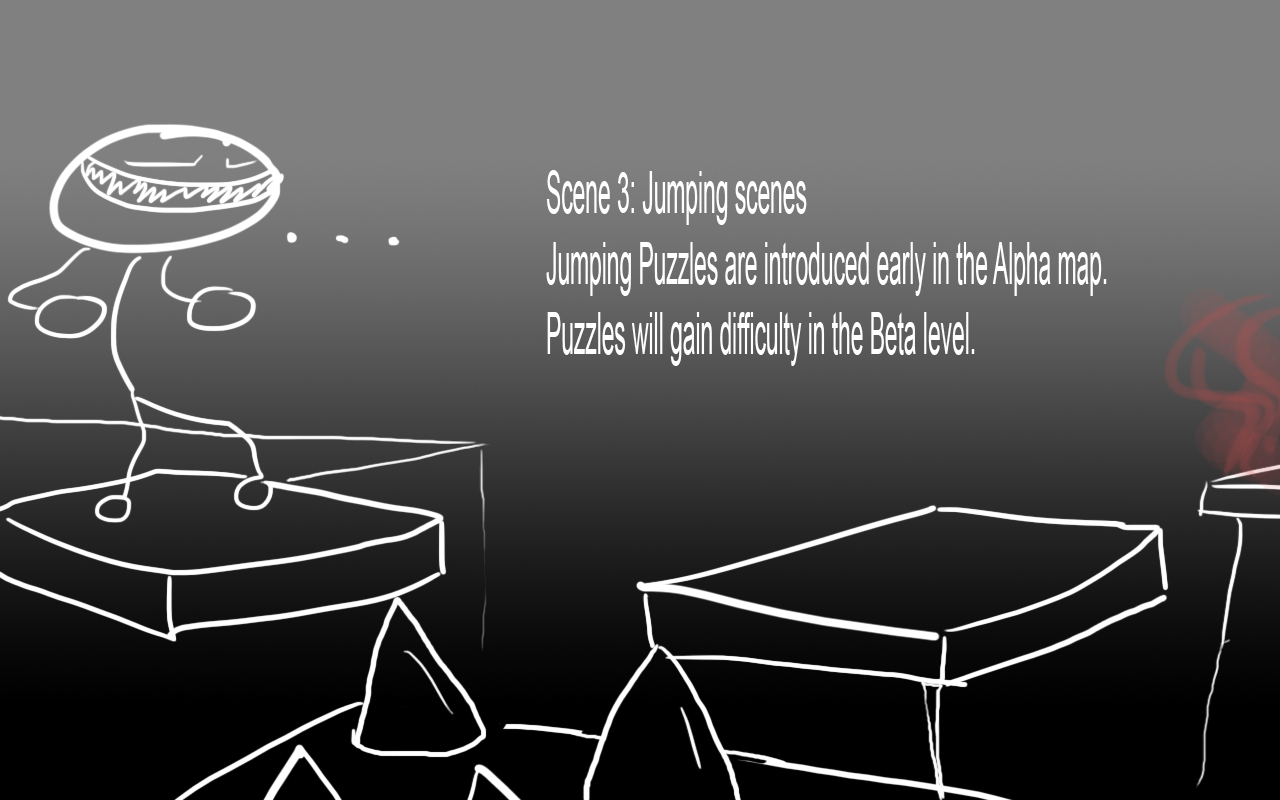 Scene 3: Jumping scenes
Jumping Puzzles are introduced early in the Alpha map.
Puzzles will gain difficulty in the Beta level.